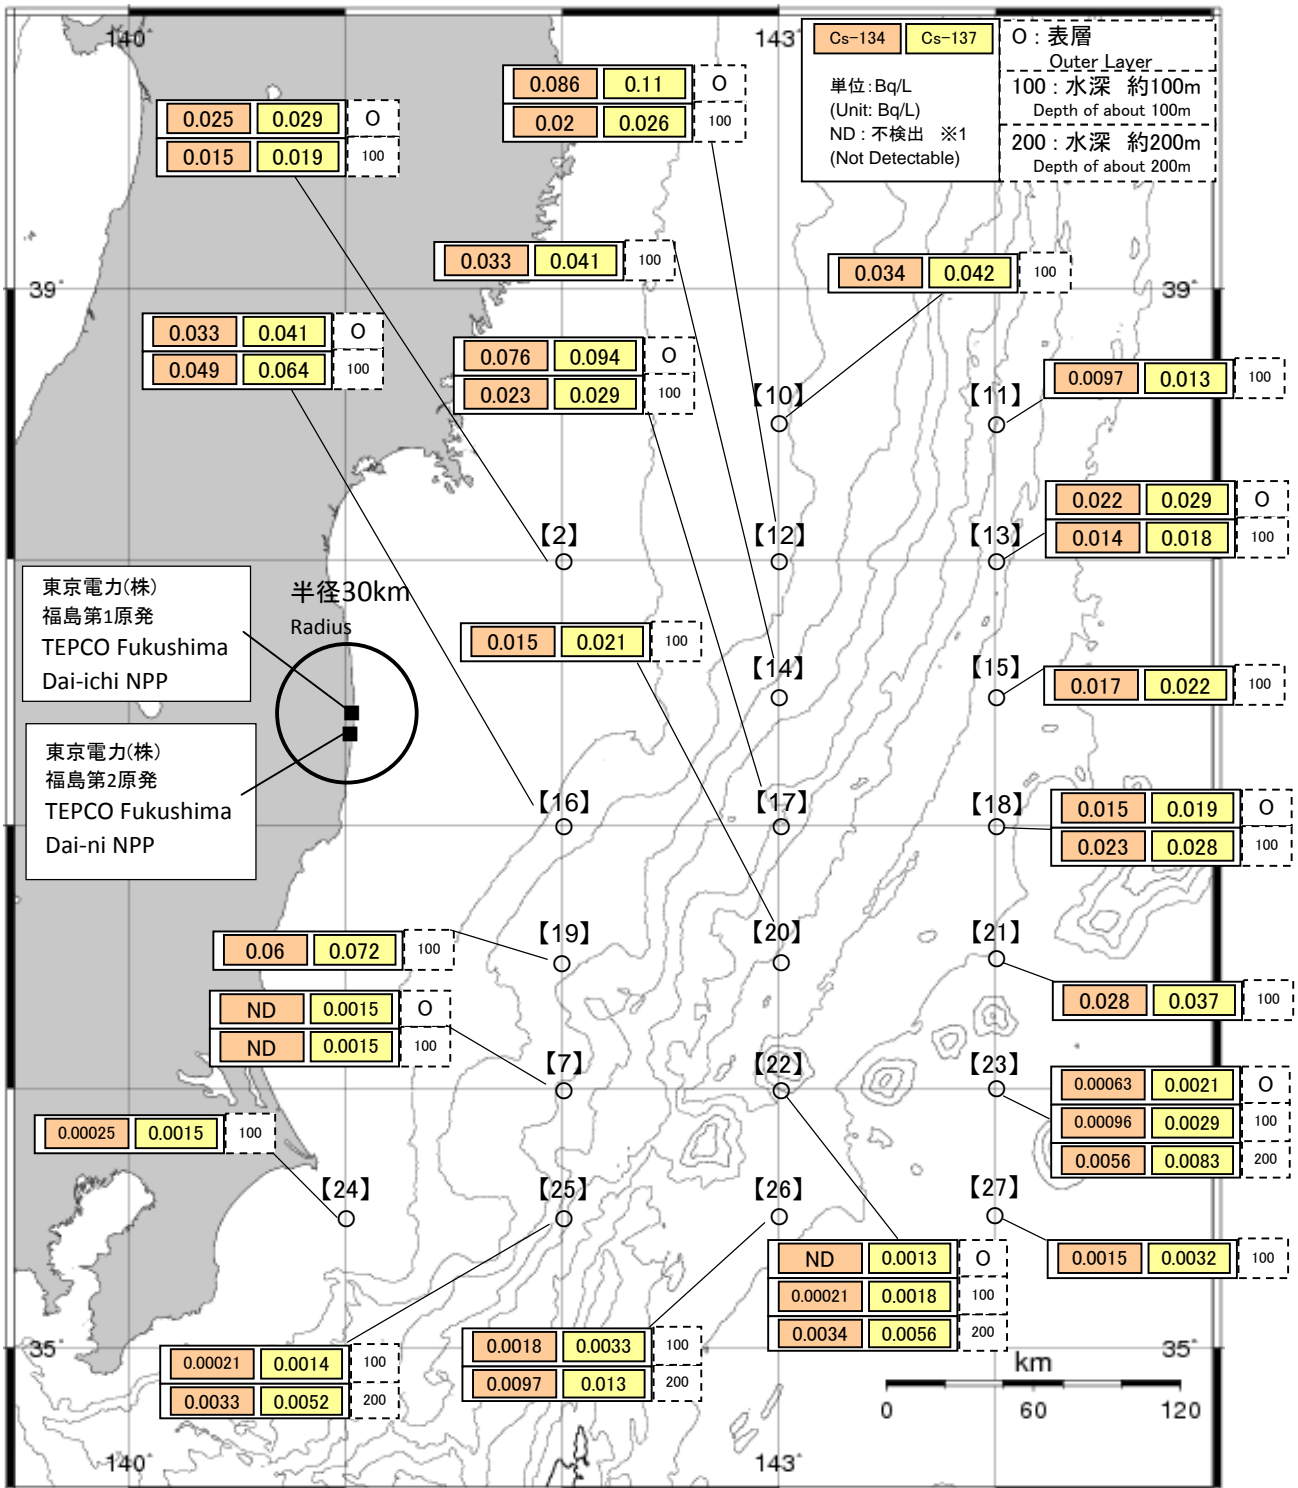 140°
143°
Cs-134 Cs-137
単位:Bq/L
(Unit: Bq/L)
ND:不検出 ※1
(Not Detectable)
O:表層
Outer Layer
100:水深 約100m
Depth of about 100m
200:水深 約200m
Depth of about 200m
0.086 0.11 O
0.02 0.026 100
0.025 0.029 O
0.015 0.019 100
0.033 0.041 100
0.034 0.042 100
39°
39°
0.033 0.041 O
0.049 0.064 100
0.076 0.094 O
0.023 0.029 100
【10】
【11】
0.0097 0.013 100
0.022 0.029 O
0.014 0.018 100
【2】
【12】
【13】
東京電力(株)
福島第1原発
TEPCO Fukushima
Dai-ichi NPP
半径30km
Radius
0.015 0.021 100
【14】
【15】
0.017 0.022 100
東京電力(株)
福島第2原発
TEPCO Fukushima
Dai-ni NPP
【16】
【17】
【18】
0.015 0.019 O
0.023 0.028 100
0.06 0.072 100
【19】
【20】
【21】
0.028 0.037 100
ND 0.0015 O
ND 0.0015 100
【7】
【22】
【23】
0.00063 0.0021 O
0.00096 0.0029 100
0.0056 0.0083 200
0.00025 0.0015 100
【24】
【25】
【26】
【27】
ND 0.0013 O
0.00021 0.0018 100
0.0034 0.0056 200
0.0015 0.0032 100
35°
35°
0.00021 0.0014 100
0.0033 0.0052 200
0.0018 0.0033 100
0.0097 0.013 200
km
0 60 120
140°
143°